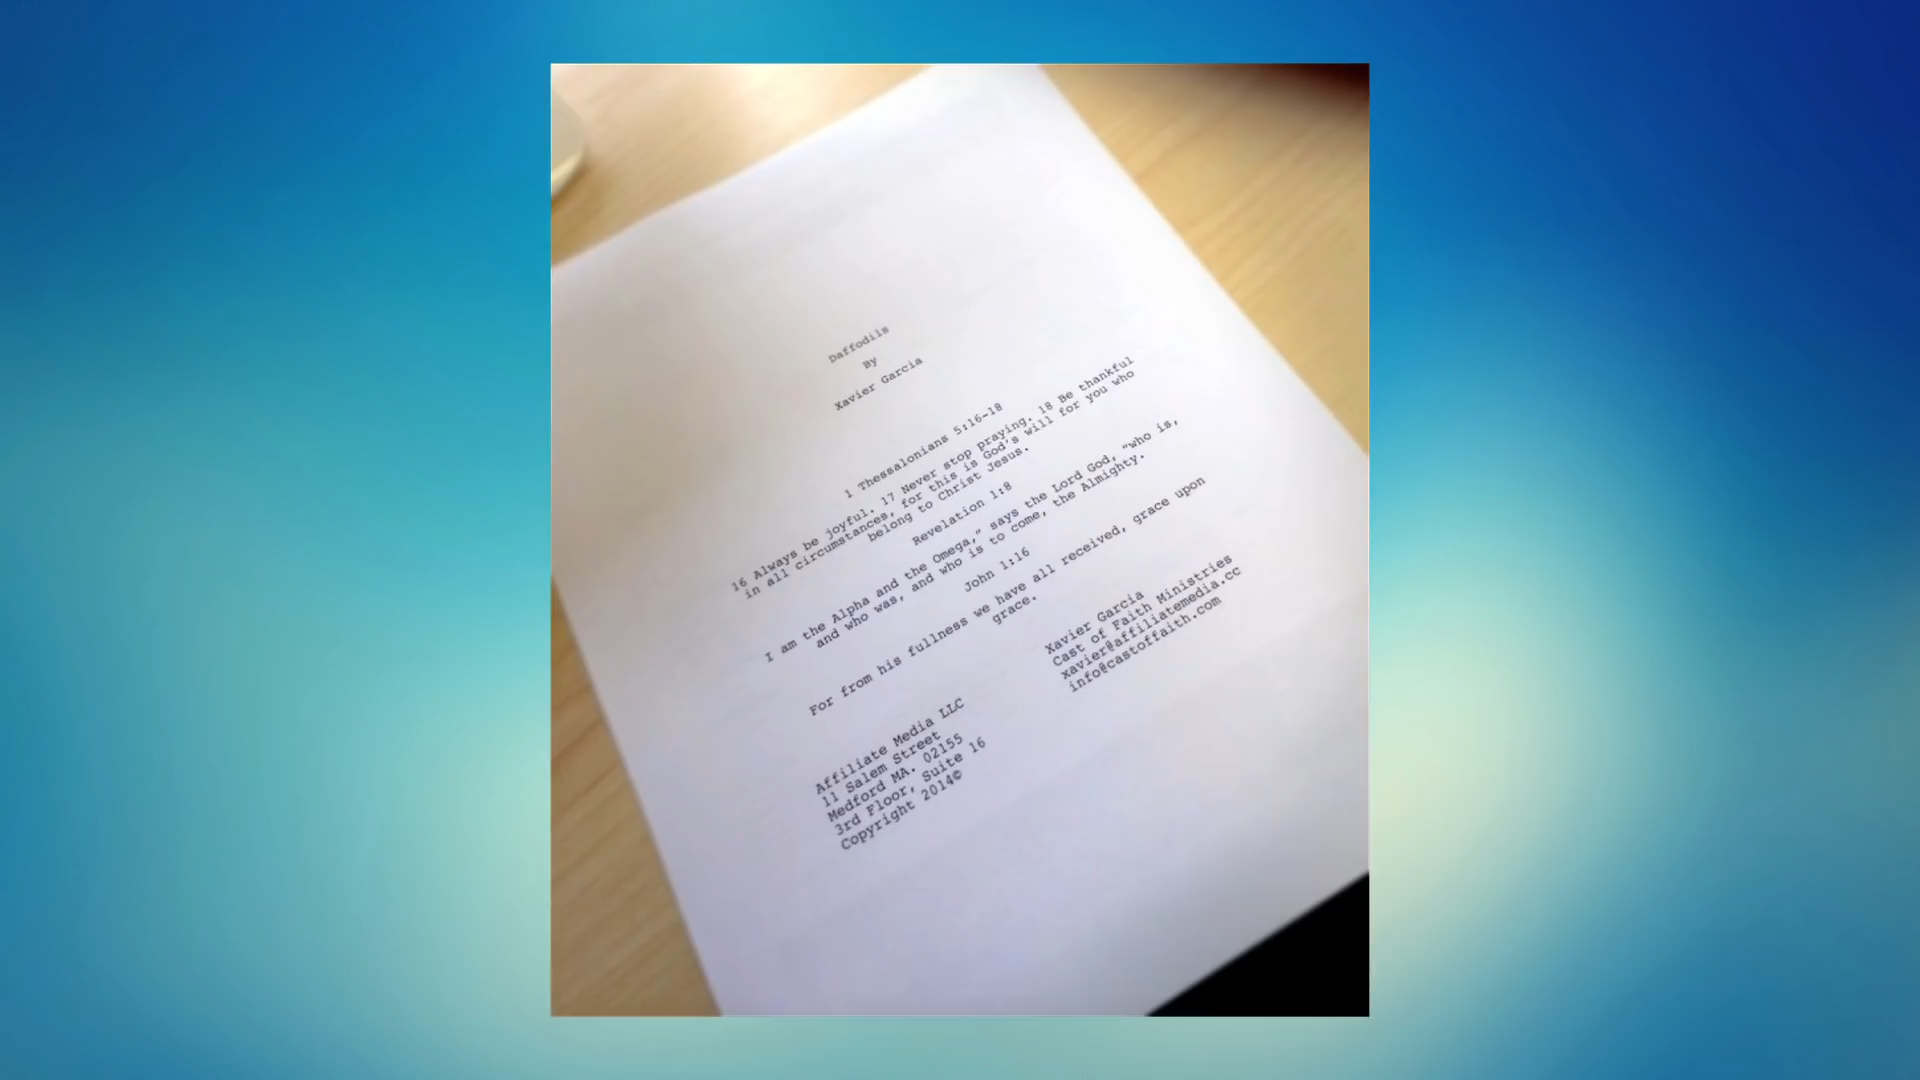 Daffodils
By
Xavier Garcia
1 Thessalonians 5:16-18
16 Always be joyful. 17 Never stop praying. 18 Be thankful
in all circumstances, for this is God's will for you who
belong to Christ Jesus.
Revelation 1:8
I am the Alpha and the Omega,” says the Lord God, “who is,
and who was, and who is to come, the Almighty.
John 1:16
For from his fullness we have all received, grace upon
grace.
Xavier Garcia
Cast of Faith Ministries
xavier@affiliatemedia.cc
info@castoffaith.com
Affiliate Media LLC
11 Salem Street
Medford MA. 02155
3rd Floor, Suite 16
Copyright 2014©